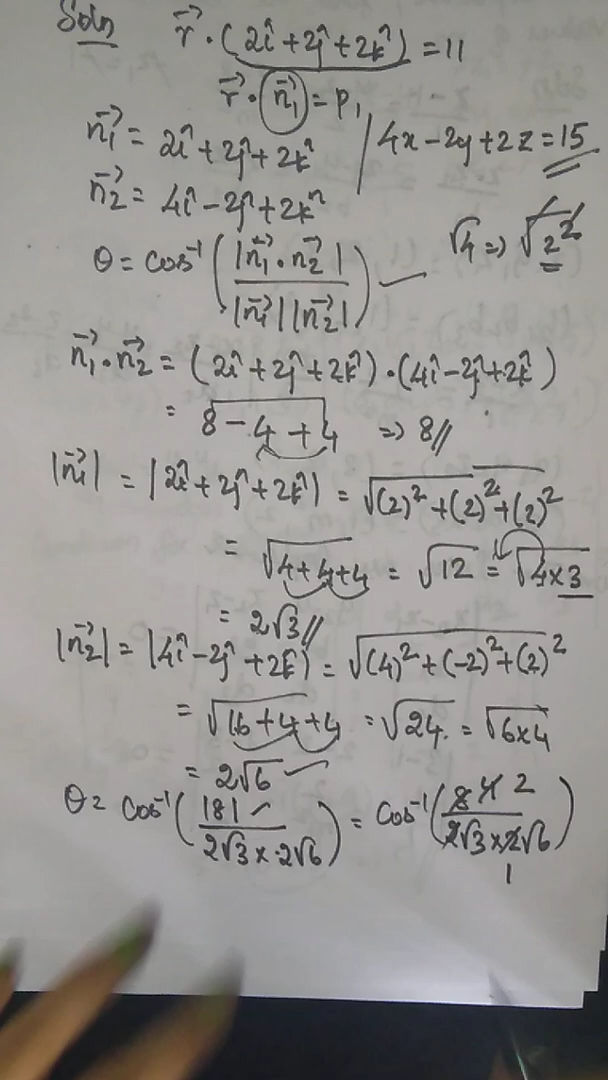 Soln r⃗ · (2î + 2ĵ + 2k̂) = 11
r⃗ · n⃗₁ = P₁
n⃗₁ = 2î + 2ĵ + 2k̂ | 4x - 2y + 2z = 15
n⃗₂ = 4î - 2ĵ + 2k̂
√4 => √2²
θ = cos⁻¹ (|n⃗₁ · n⃗₂| / |n⃗₁| |n⃗₂|)
n⃗₁ · n⃗₂ = (2î + 2ĵ + 2k̂) · (4î - 2ĵ + 2k̂)
= 8 - 4 + 4 => 8//
|n⃗₁| = |2î + 2ĵ + 2k̂| = √(2)² + (2)² + (2)²
= √4+4+4 = √12 = √4×3
= 2√3//
|n⃗₂| = |4î - 2ĵ + 2k̂| = √(4)² + (-2)² + (2)²
= √16+4+4 = √24 = √6×4
= 2√6
θ = cos⁻¹ (|8| / 2√3 × 2√6) = cos⁻¹ (8 4 2 / 2√3 × 2√6)
1